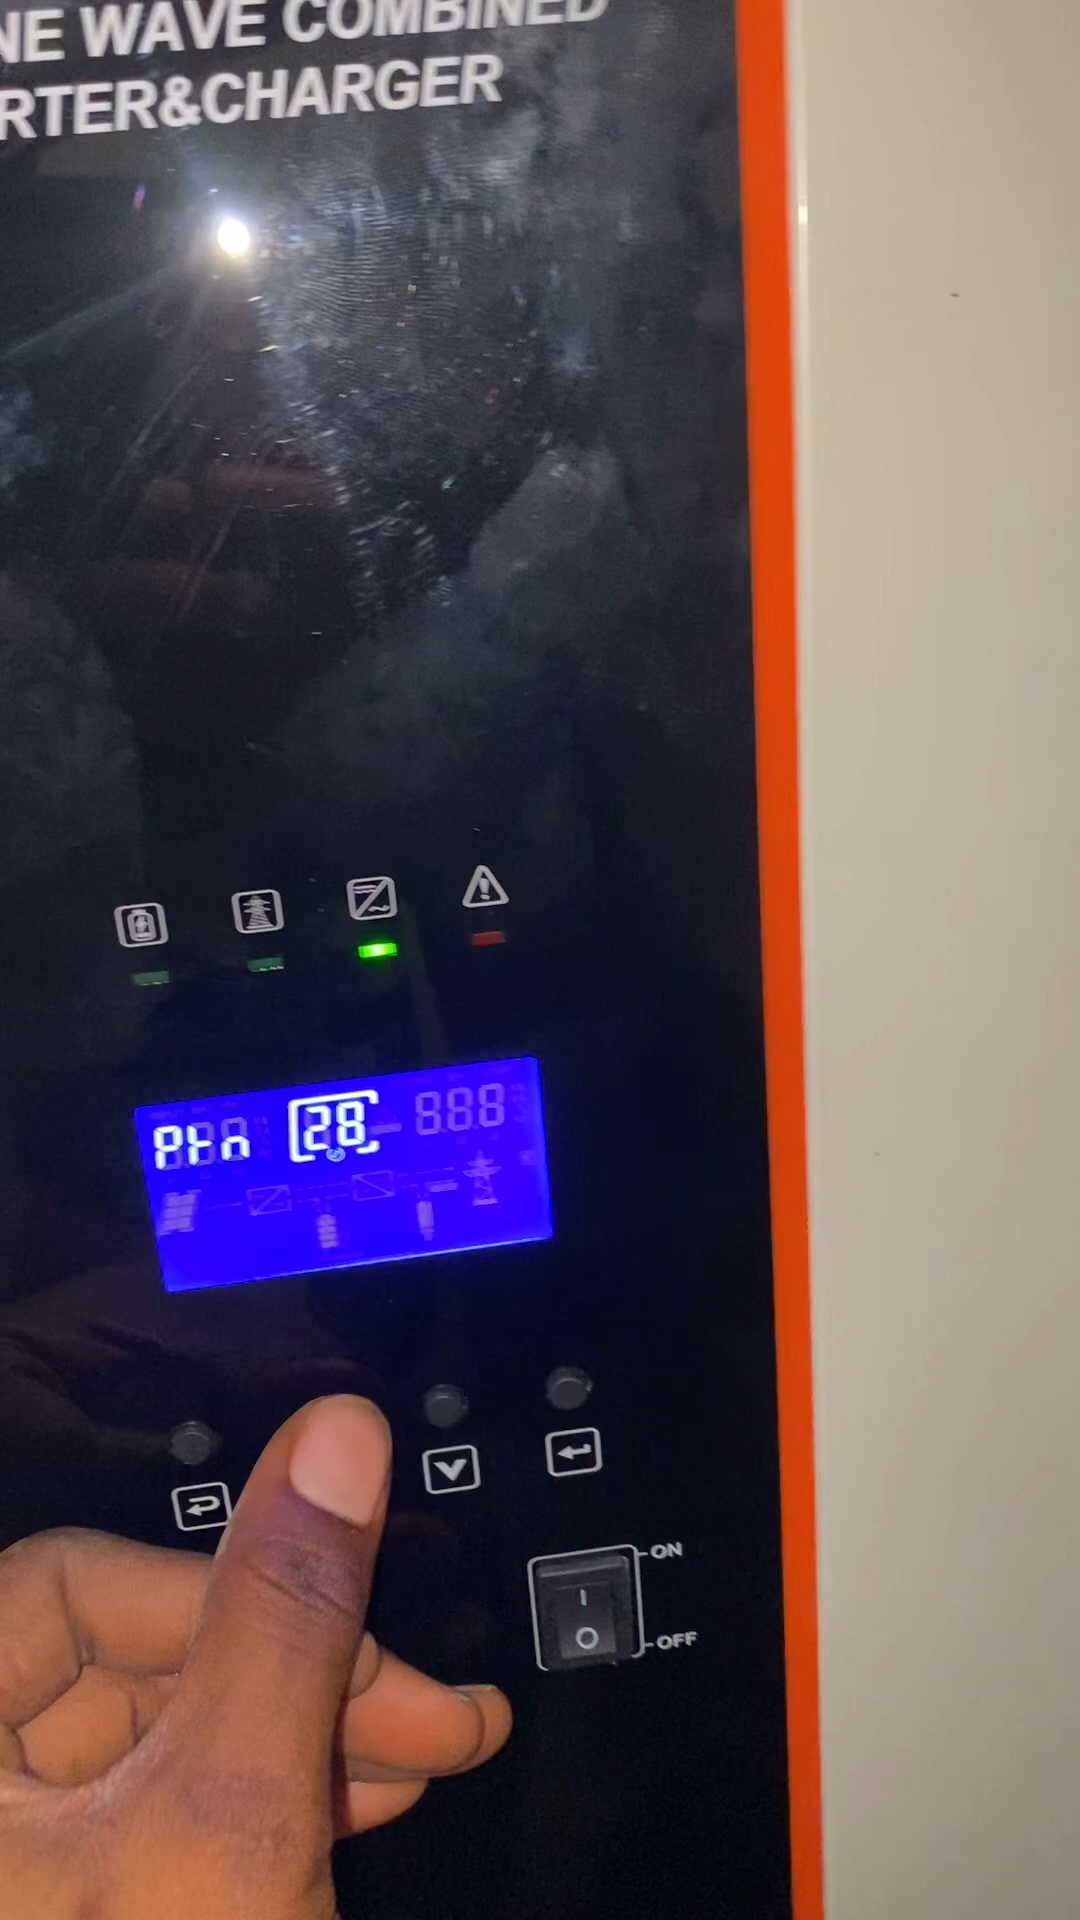 NE WAVE COMBINED
RTER&CHARGER
Ptn 28 888
ON
OFF